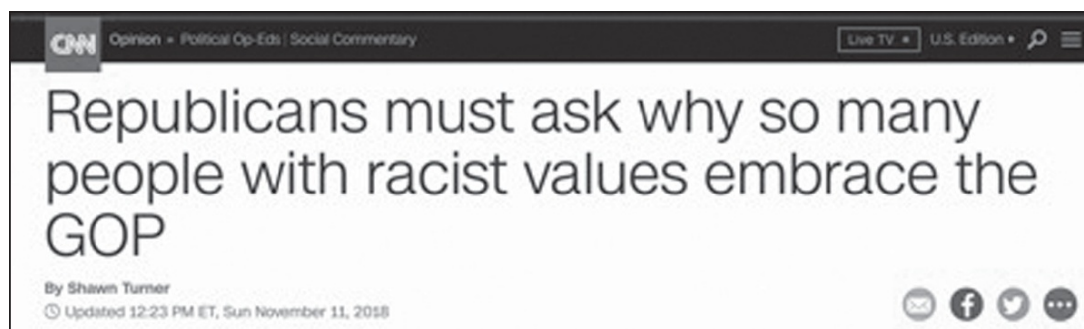 CNN Opinion Political Op-Eds | Social Commentary Live TV U.S. Edition
Republicans must ask why so many
people with racist values embrace the
GOP
By Shawn Turner
Updated 12:23 PM ET, Sun November 11, 2018